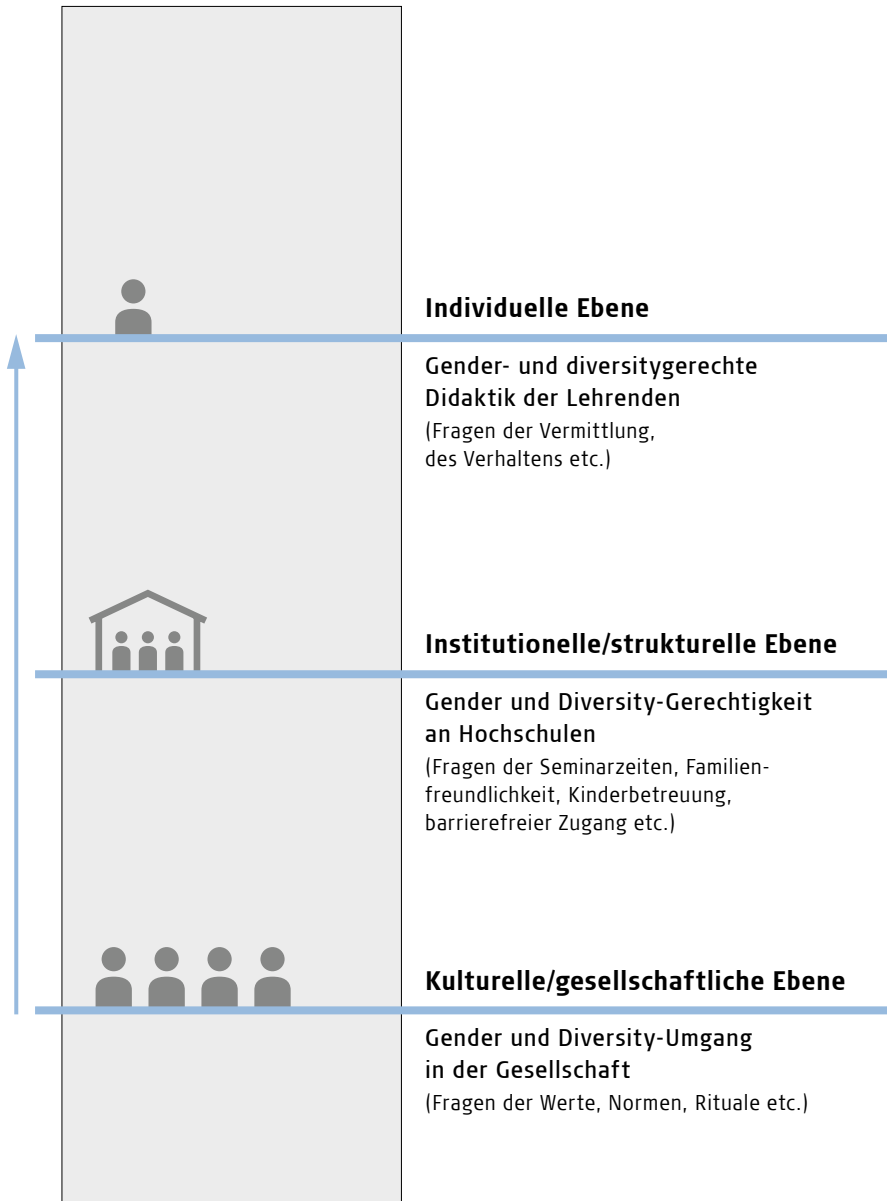 Individuelle Ebene
Gender- und diversitygerechte
Didaktik der Lehrenden
(Fragen der Vermittlung,
des Verhaltens etc.)
Institutionelle/strukturelle Ebene
Gender und Diversity-Gerechtigkeit
an Hochschulen
(Fragen der Seminarzeiten, Familien-
freundlichkeit, Kinderbetreuung,
barrierefreier Zugang etc.)
Kulturelle/gesellschaftliche Ebene
Gender und Diversity-Umgang
in der Gesellschaft
(Fragen der Werte, Normen, Rituale etc.)